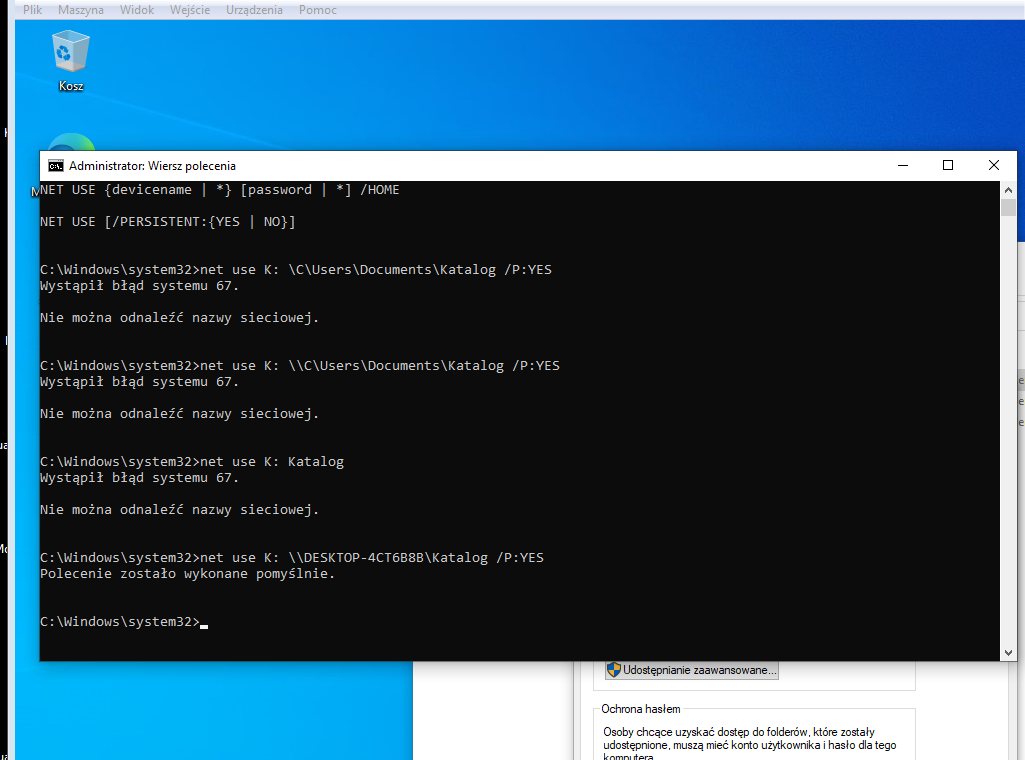 Plik Maszyna Widok Wejście Urządzenia Pomoc
Kosz
Administrator: Wiersz polecenia
NET USE {devicename | *} [password | *] /HOME
NET USE [/PERSISTENT:{YES | NO}]
C:\Windows\system32>net use K: \C\Users\Documents\Katalog /P:YES
Wystąpił błąd systemu 67.
Nie można odnaleźć nazwy sieciowej.
C:\Windows\system32>net use K: \\C\Users\Documents\Katalog /P:YES
Wystąpił błąd systemu 67.
Nie można odnaleźć nazwy sieciowej.
C:\Windows\system32>net use K: Katalog
Wystąpił błąd systemu 67.
Nie można odnaleźć nazwy sieciowej.
C:\Windows\system32>net use K: \\DESKTOP-4CT6B8B\Katalog /P:YES
Polecenie zostało wykonane pomyślnie.
C:\Windows\system32>
Udostępnianie zaawansowane...
Ochrona hasłem
Osoby chcące uzyskać dostęp do folderów, które zostały
udostępnione, muszą mieć konto użytkownika i hasło dla tego
komputera.